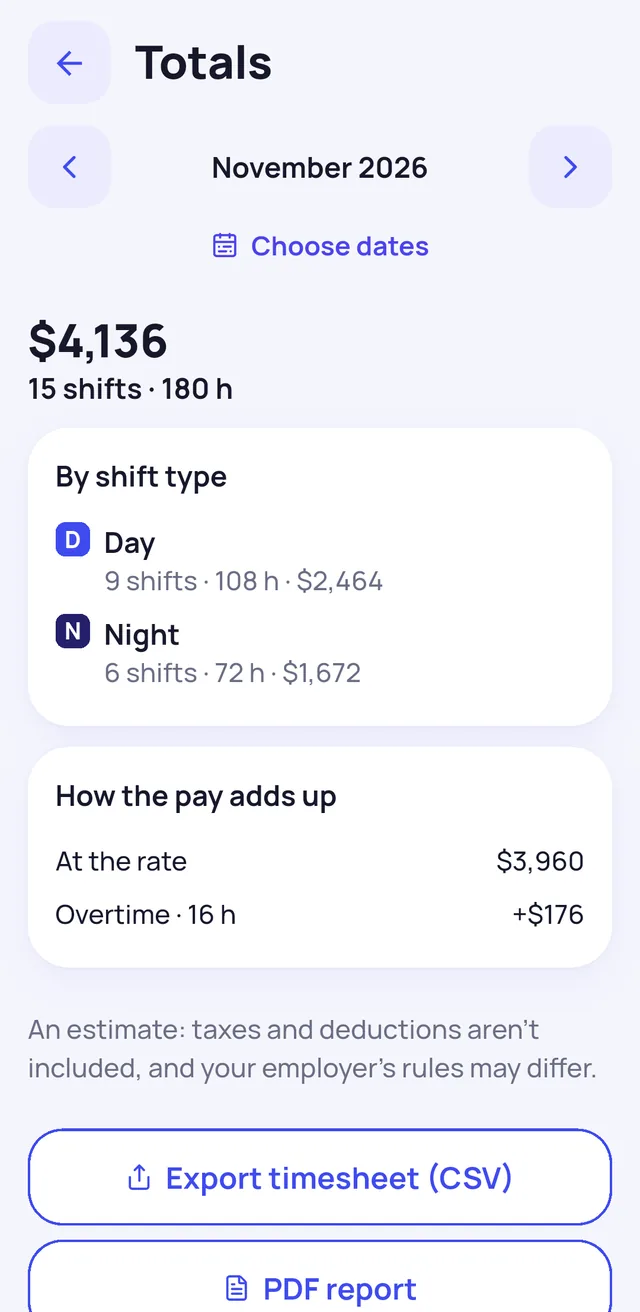 Totals
November 2026
Choose dates
$4,136
15 shifts · 180 h
By shift type
D Day
9 shifts · 108 h · $2,464
N Night
6 shifts · 72 h · $1,672
How the pay adds up
At the rate $3,960
Overtime · 16 h +$176
An estimate: taxes and deductions aren’t
included, and your employer’s rules may differ.
Export timesheet (CSV)
PDF report